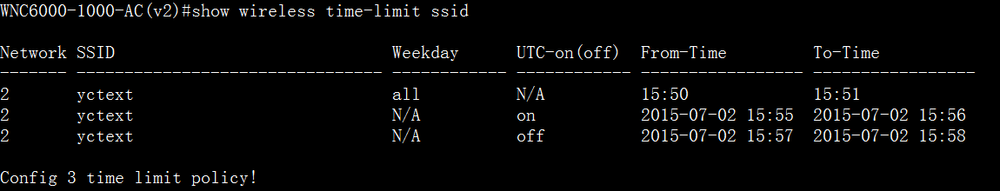 WNC6000-1000-AC(v2)#show wireless time-limit ssid
Network SSID                             Weekday     UTC-on(off) From-Time        To-Time
------- -------------------------------- ----------- ----------- ---------------- ----------------
2       yctext                           all         N/A         15:50            15:51
2       yctext                           N/A         on          2015-07-02 15:55 2015-07-02 15:56
2       yctext                           N/A         off         2015-07-02 15:57 2015-07-02 15:58
Config 3 time limit policy!